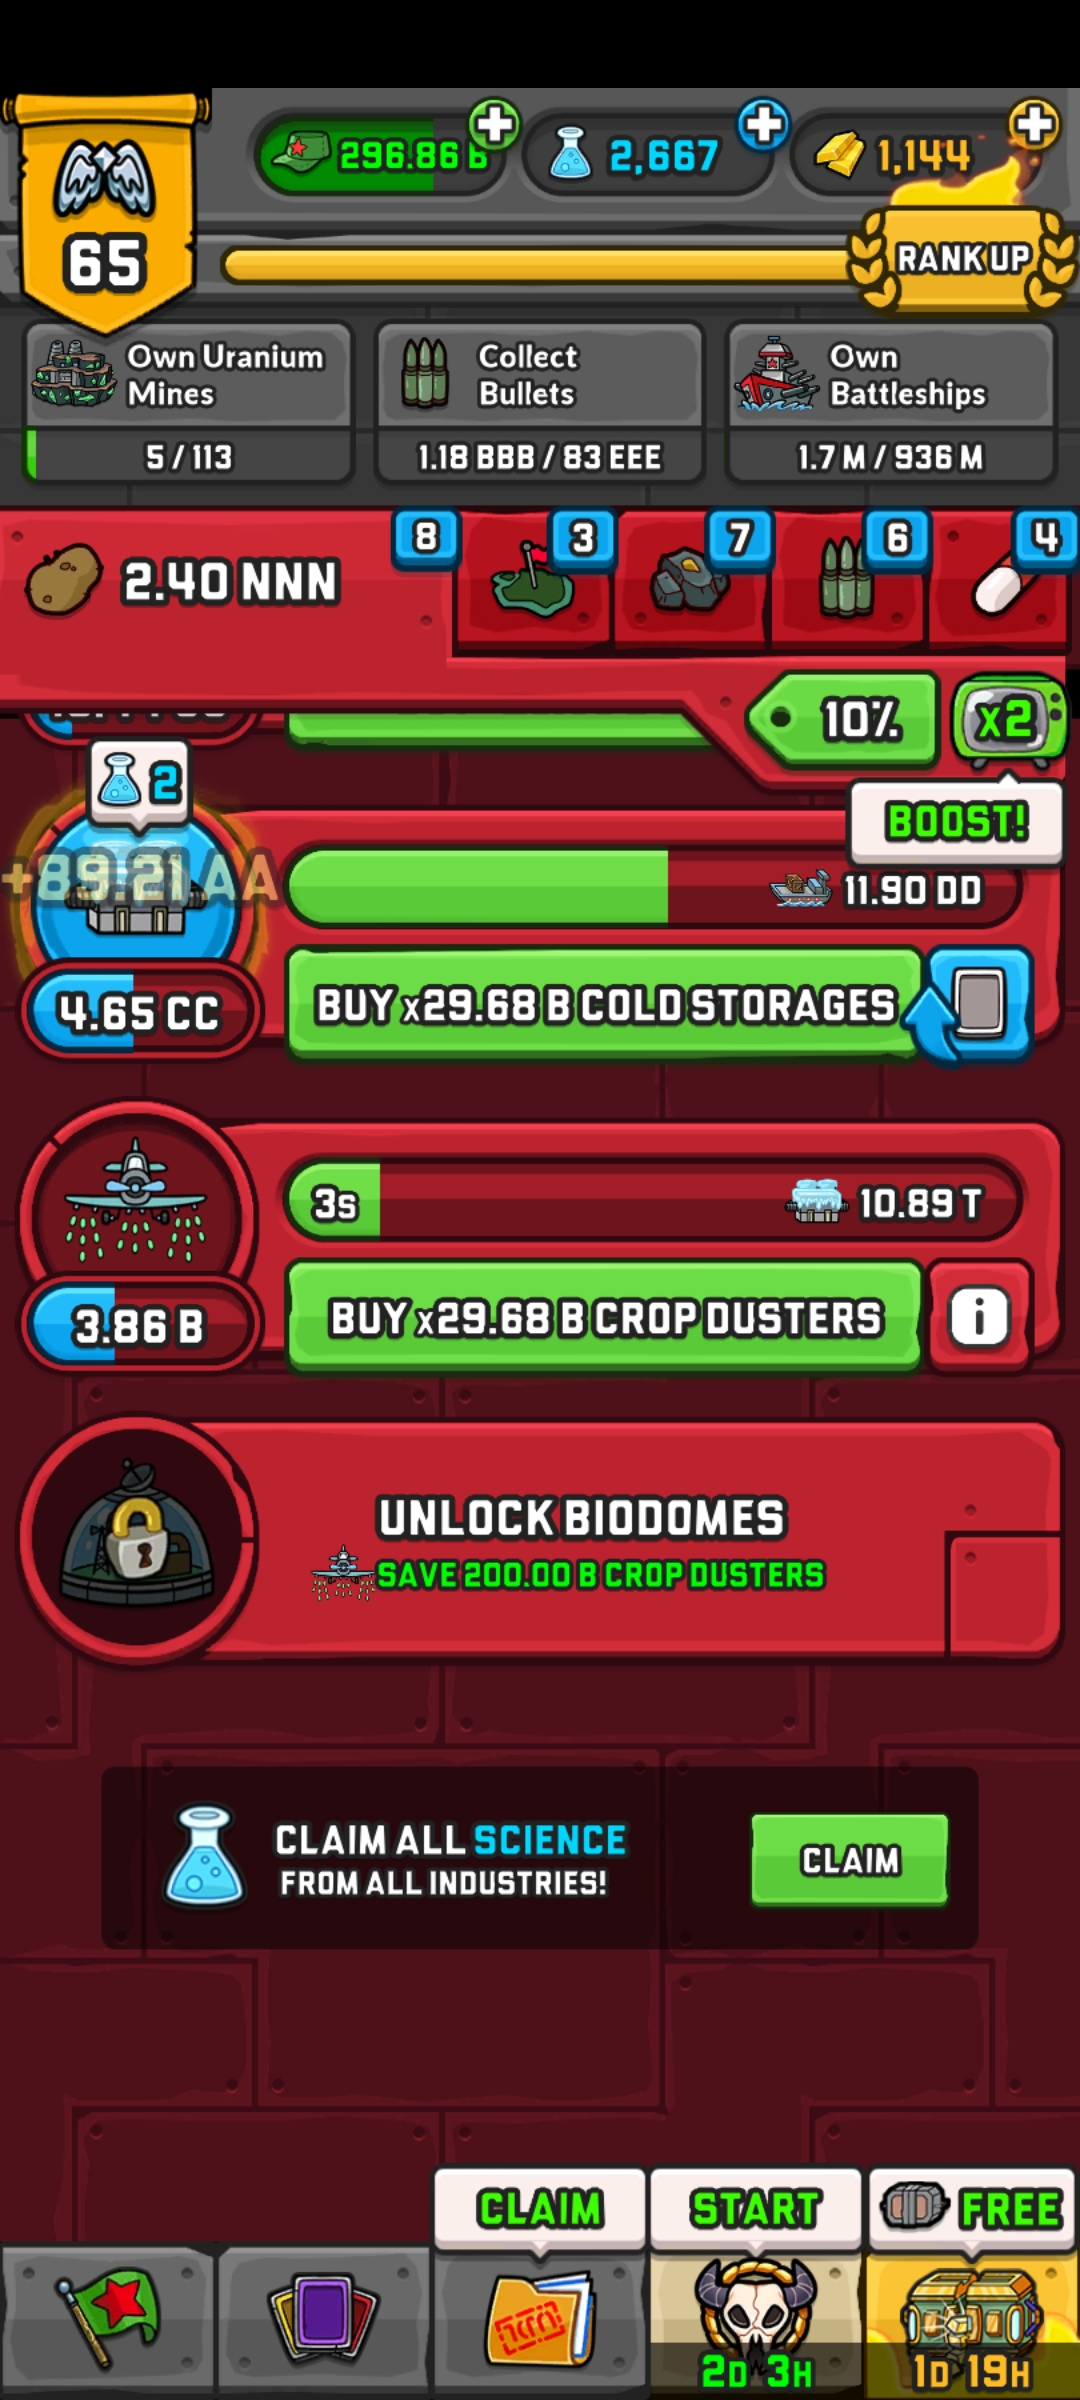 65
296.86 B
2,667
1,144
RANK UP
Own Uranium
Mines
5 / 113
Collect
Bullets
1.18 BBB / 83 EEE
Own
Battleships
1.7 M / 936 M
2.40 NNN
8
3
7
6
4
10%
x2
BOOST!
2
+89.21 AA
11.90 DD
4.65 CC
BUY x29.68 B COLD STORAGES
3s
10.89 T
3.86 B
BUY x29.68 B CROP DUSTERS
i
UNLOCK BIODOMES
SAVE 200.00 B CROP DUSTERS
CLAIM ALL SCIENCE
FROM ALL INDUSTRIES!
CLAIM
CLAIM
START
FREE
2D 3H
1D 19H